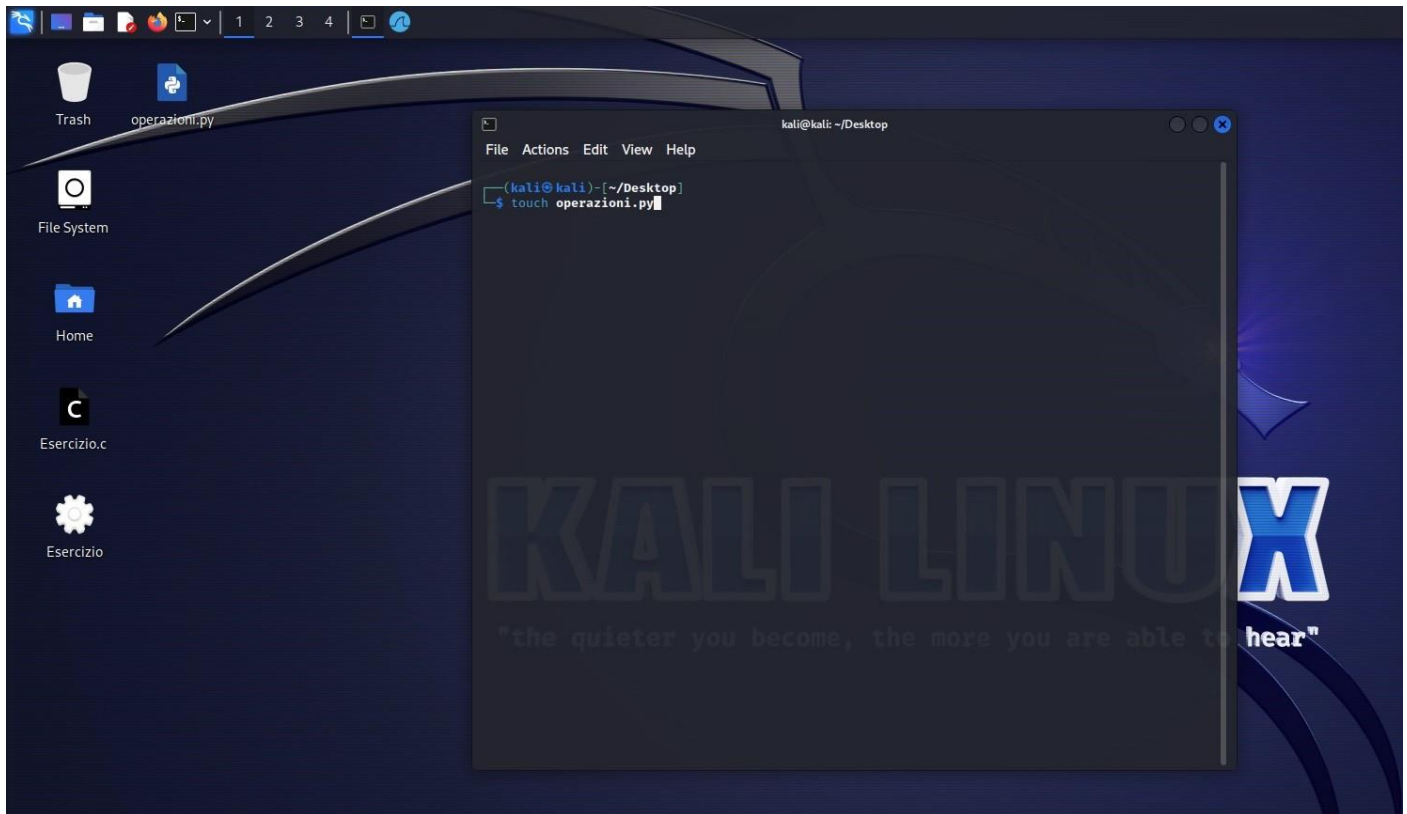 1 2 3 4
Trash
operazioni.py
File System
Home
C
Esercizio.c
Esercizio
kali@kali: ~/Desktop
File Actions Edit View Help
┌──(kali㉿kali)-[~/Desktop]
└─$ touch operazioni.py
KALI LINUX
"the quieter you become, the more you are able to hear"